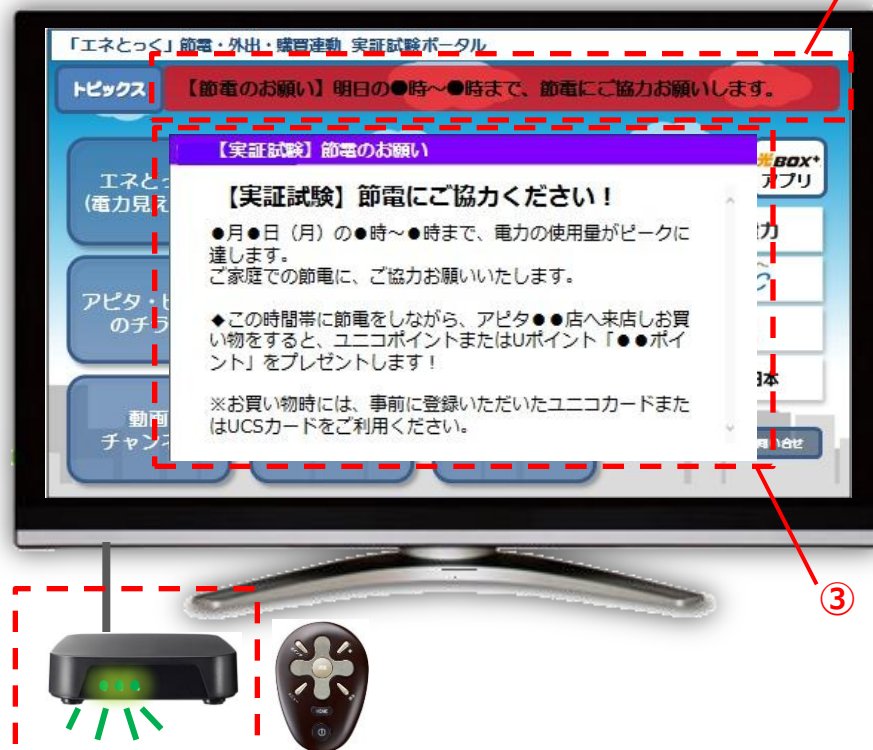 「エネとっく」節電・外出・購買連動 実証試験ポータル
トピックス
【節電のお願い】明日の●時～●時まで、節電にご協力お願いします。
【実証試験】節電のお願い
【実証試験】節電にご協力ください！
●月●日（月）の●時～●時まで、電力の使用量がピークに
達します。
ご家庭での節電に、ご協力お願いいたします。
◆この時間帯に節電をしながら、アピタ●●店へ来店しお買
い物をすると、ユニコポイントまたはUポイント「●●ポイ
ント」をプレゼントします！
※お買い物時には、事前に登録いただいたユニコカードまた
はUCSカードをご利用ください。
エネと
(電力見え
アピタ・
のチラ
動画
チャンネ
光BOX+
アプリ
力
本
い合せ
③
HOME